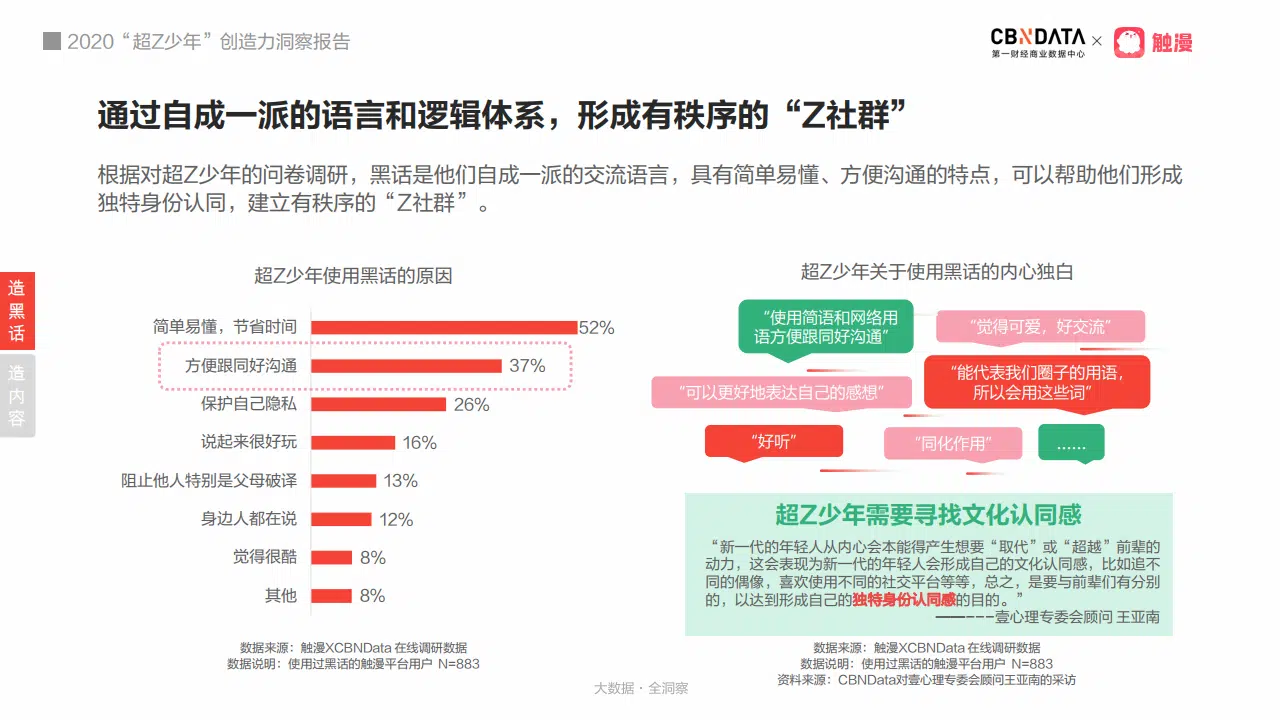 2020“超Z少年”创造力洞察报告
CBNDATA
第一财经商业数据中心
×
触漫
通过自成一派的语言和逻辑体系，形成有秩序的“Z社群”
根据对超Z少年的问卷调研，黑话是他们自成一派的交流语言，具有简单易懂、方便沟通的特点，可以帮助他们形成
独特身份认同，建立有秩序的“Z社群”。
造黑话
造内容
超Z少年使用黑话的原因
简单易懂，节省时间 52%
方便跟同好沟通 37%
保护自己隐私 26%
说起来很好玩 16%
阻止他人特别是父母破译 13%
身边人都在说 12%
觉得很酷 8%
其他 8%
数据来源：触漫XCBNData 在线调研数据
数据说明：使用过黑话的触漫平台用户 N=883
超Z少年关于使用黑话的内心独白
“使用简语和网络用
语方便跟同好沟通”
“觉得可爱，好交流”
“可以更好地表达自己的感想”
“能代表我们圈子的用语，
所以会用这些词”
“好听”
“同化作用”
……
超Z少年需要寻找文化认同感
“新一代的年轻人从内心会本能得产生想要“取代”或“超越”前辈的
动力，这会表现为新一代的年轻人会形成自己的文化认同感，比如追不
同的偶像，喜欢使用不同的社交平台等等，总之，是要与前辈们有分别
的，以达到形成自己的独特身份认同感的目的。”
——---壹心理专委会顾问 王亚南
数据来源：触漫XCBNData 在线调研数据
数据说明：使用过黑话的触漫平台用户 N=883
资料来源：CBNData对壹心理专委会顾问王亚南的采访
大数据·全洞察